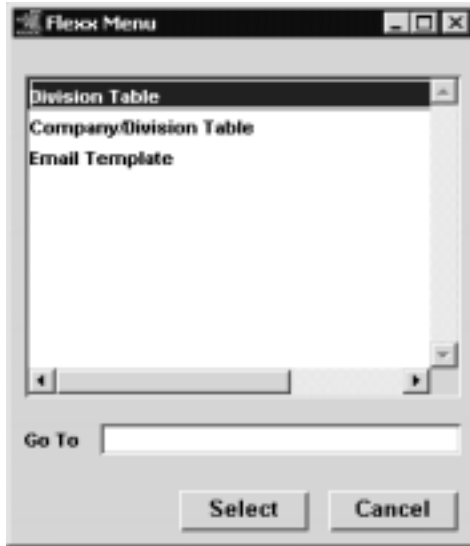 Flexx Menu
Division Table
Company/Division Table
Email Template
Go To
Select
Cancel